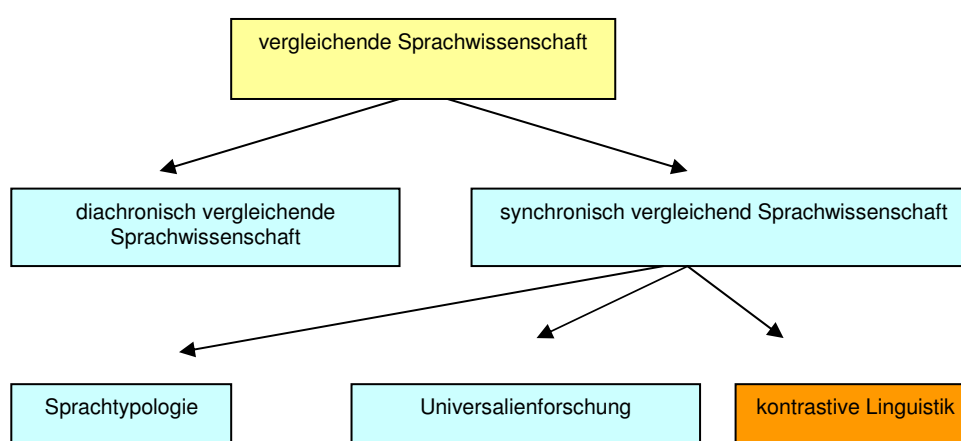 vergleichende Sprachwissenschaft
diachronisch vergleichende
Sprachwissenschaft
synchronisch vergleichend Sprachwissenschaft
Sprachtypologie
Universalienforschung
kontrastive Linguistik